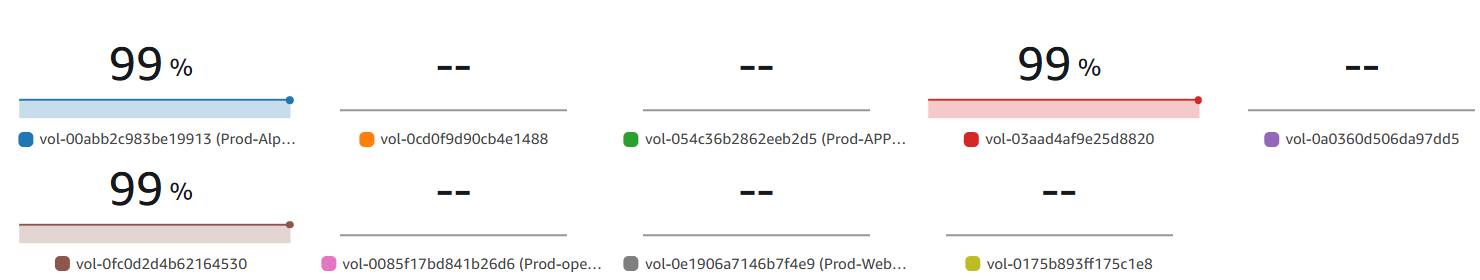 99 % -- -- 99 % --
vol-00abb2c983be19913 (Prod-Alp... vol-0cd0f9d90cb4e1488 vol-054c36b2862eeb2d5 (Prod-APP... vol-03aad4af9e25d8820 vol-0a0360d506da97dd5
99 % -- -- --
vol-0fc0d2d4b62164530 vol-0085f17bd841b26d6 (Prod-ope... vol-0e1906a7146b7f4e9 (Prod-Web... vol-0175b893ff175c1e8